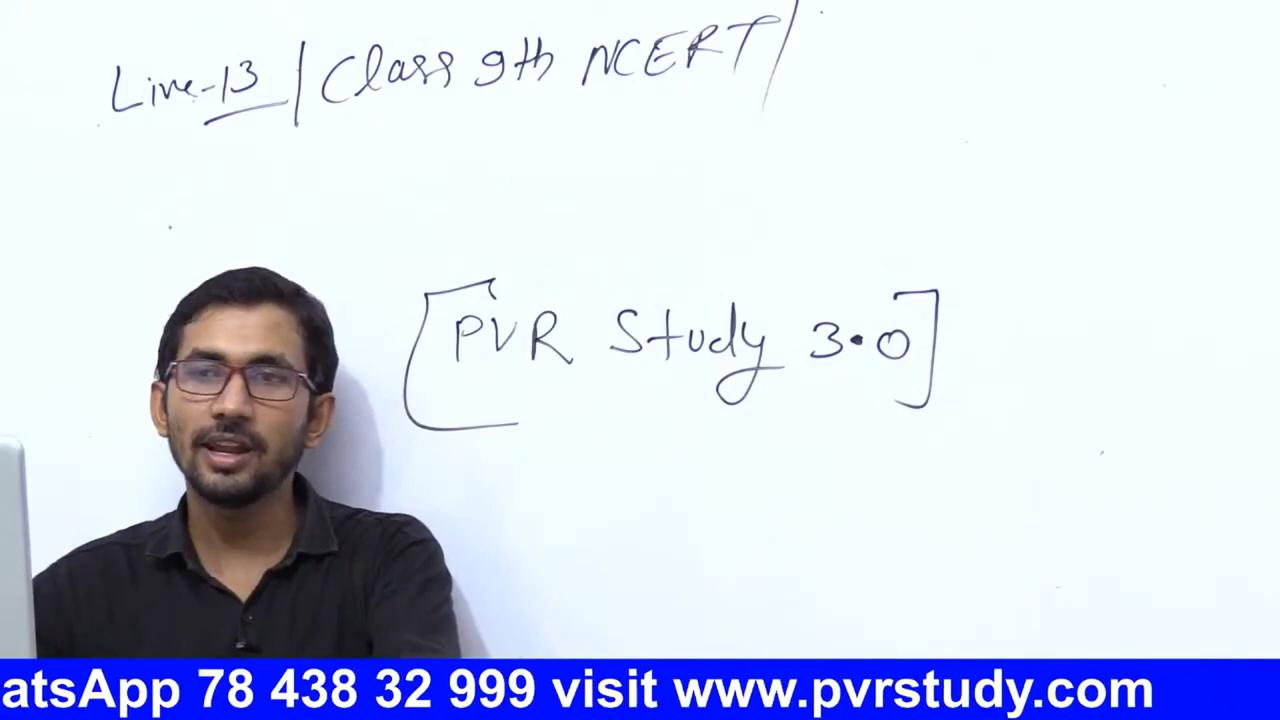 Live-13 / Class 9th NCERT /
[PVR Study 3.0]
atsApp 78 438 32 999 visit www.pvrstudy.com